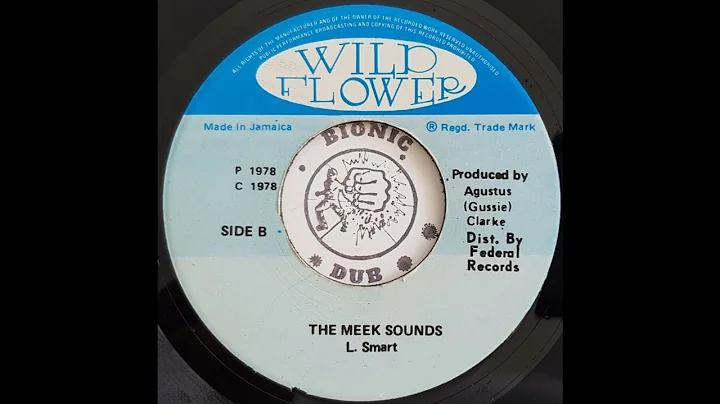 ALL RIGHTS OF THE MANUFACTURER AND OF THE OWNER OF THE RECORDED WORK RESERVED UNAUTHORISED
PUBLIC PERFORMANCE BROADCASTING AND COPYING OF THIS RECORDED PROHIBITED
WILD
FLOWER
Made in Jamaica
® Regd. Trade Mark
BIONIC
P 1978
C 1978
Produced by
Agustus
(Gussie)
Clarke
SIDE B
Dist. By
Federal
Records
DUB
THE MEEK SOUNDS
L. Smart